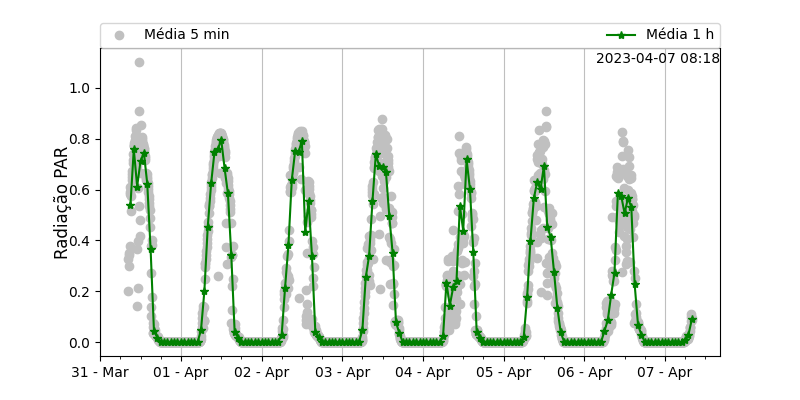 Média 5 min
Média 1 h
2023-04-07 08:18
Radiação PAR
1.0
0.8
0.6
0.4
0.2
0.0
31 - Mar 01 - Apr 02 - Apr 03 - Apr 04 - Apr 05 - Apr 06 - Apr 07 - Apr